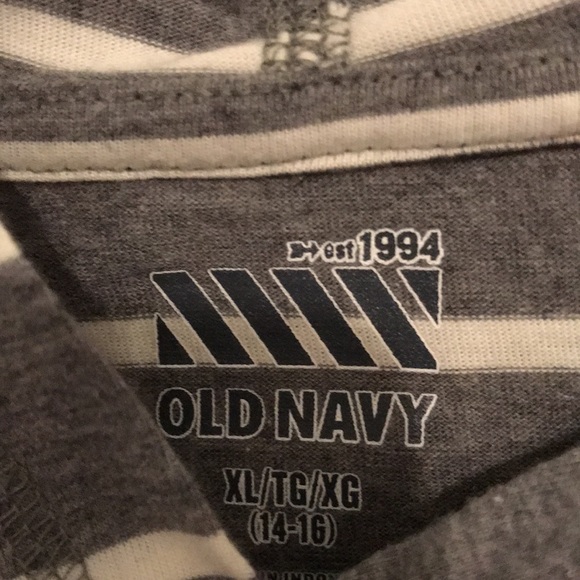 est 1994
OLD NAVY
XL/TG/XG
(14-16)